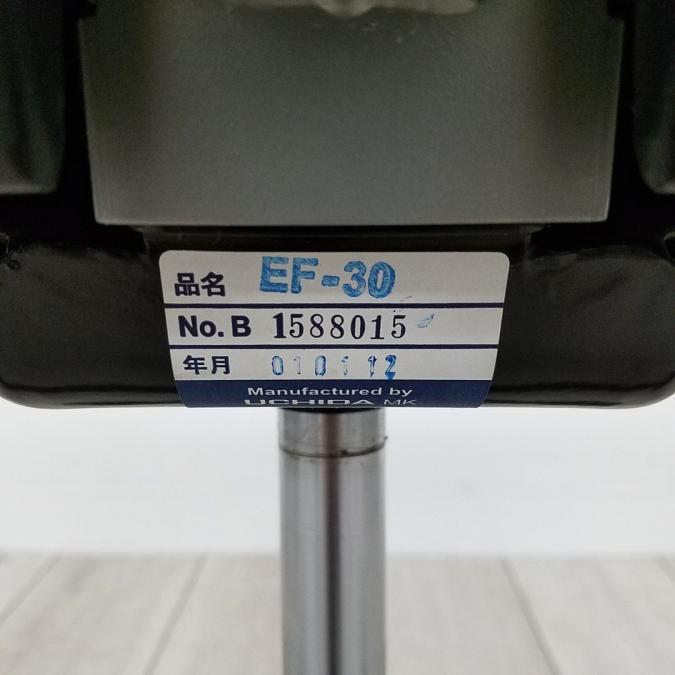 品名 EF-30
No. B 1588015
年月 010112
Manufactured by
UCHIDA MK